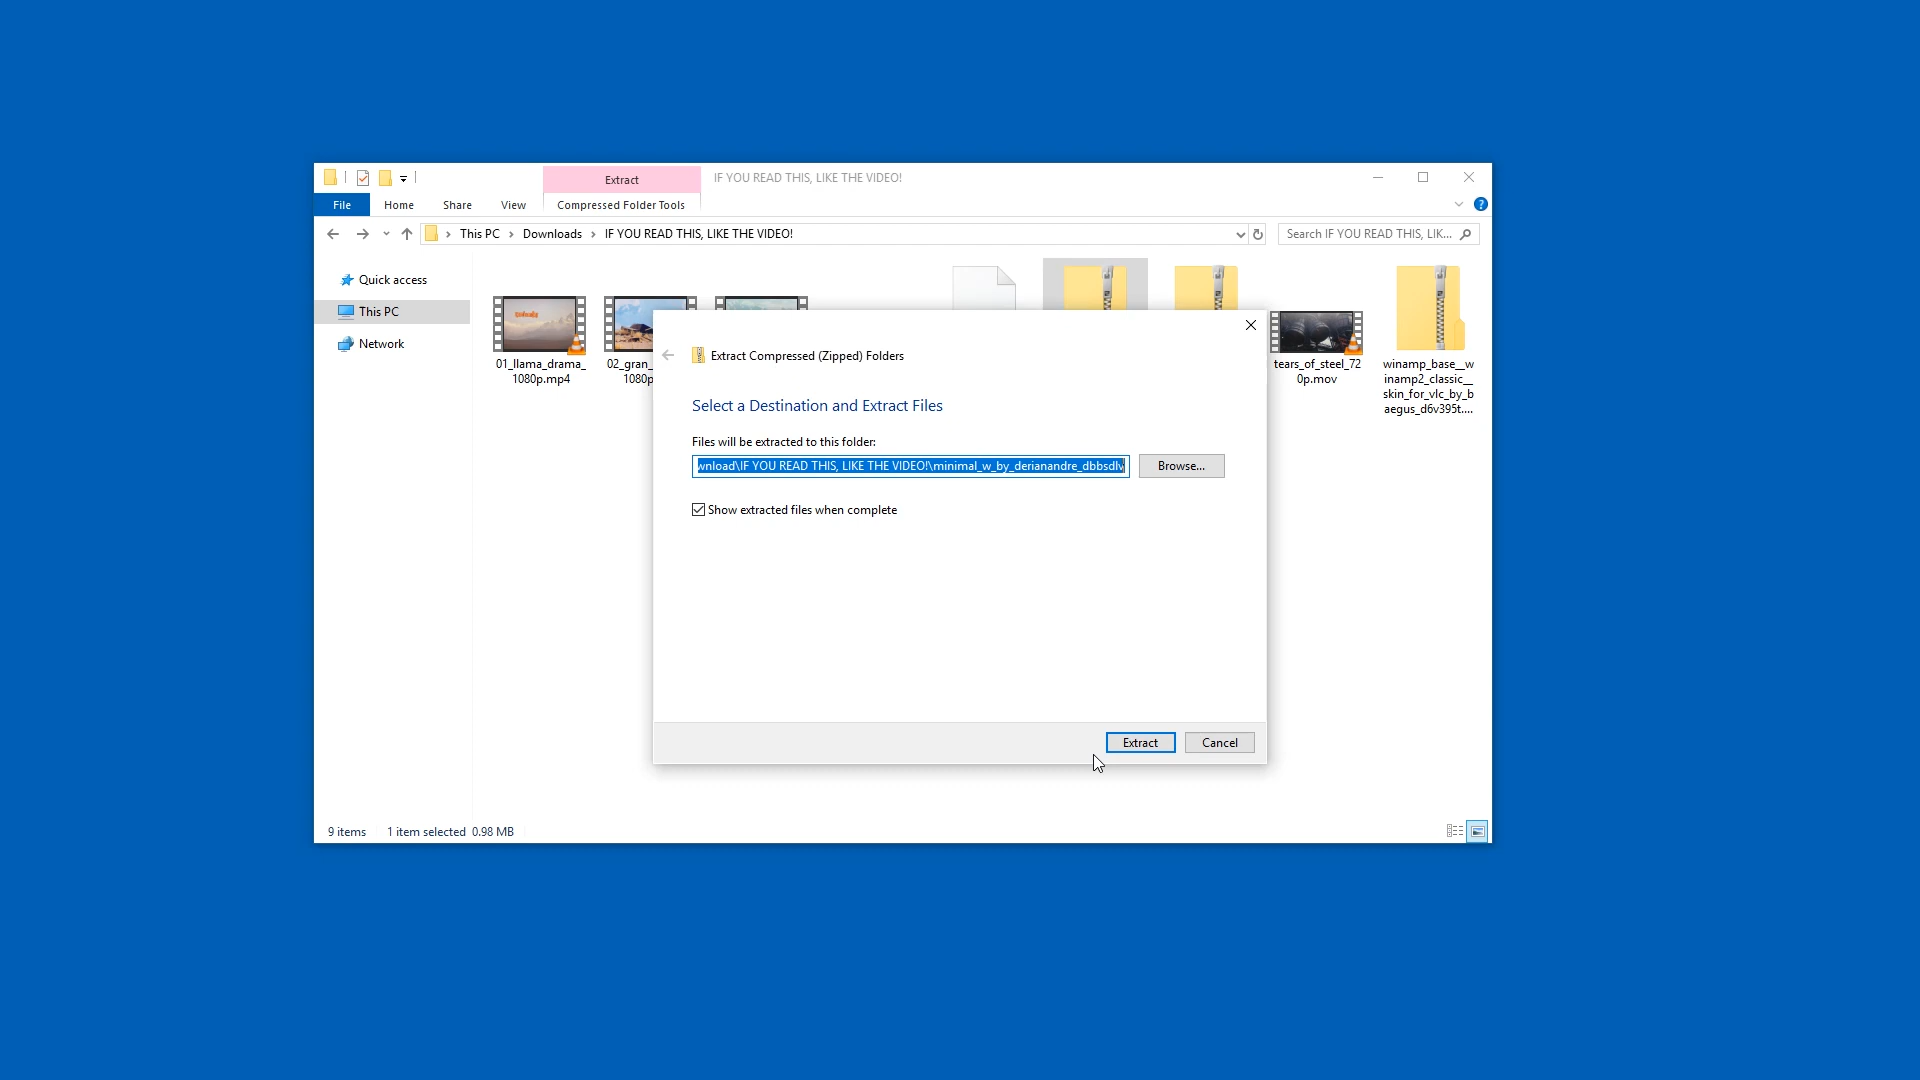 Extract
IF YOU READ THIS, LIKE THE VIDEO!
File
Home
Share
View
Compressed Folder Tools
This PC
Downloads
IF YOU READ THIS, LIKE THE VIDEO!
Search IF YOU READ THIS, LIK...
Quick access
This PC
Network
01_llama_drama_
1080p.mp4
02_gran_
1080p
tears_of_steel_72
0p.mov
winamp_base__w
inamp2_classic__
skin_for_vlc_by_b
aegus_d6v395t....
Extract Compressed (Zipped) Folders
Select a Destination and Extract Files
Files will be extracted to this folder:
wnload\IF YOU READ THIS, LIKE THE VIDEO!\minimal_w_by_derianandre_dbbsdlv
Browse...
Show extracted files when complete
Extract
Cancel
9 items
1 item selected 0.98 MB